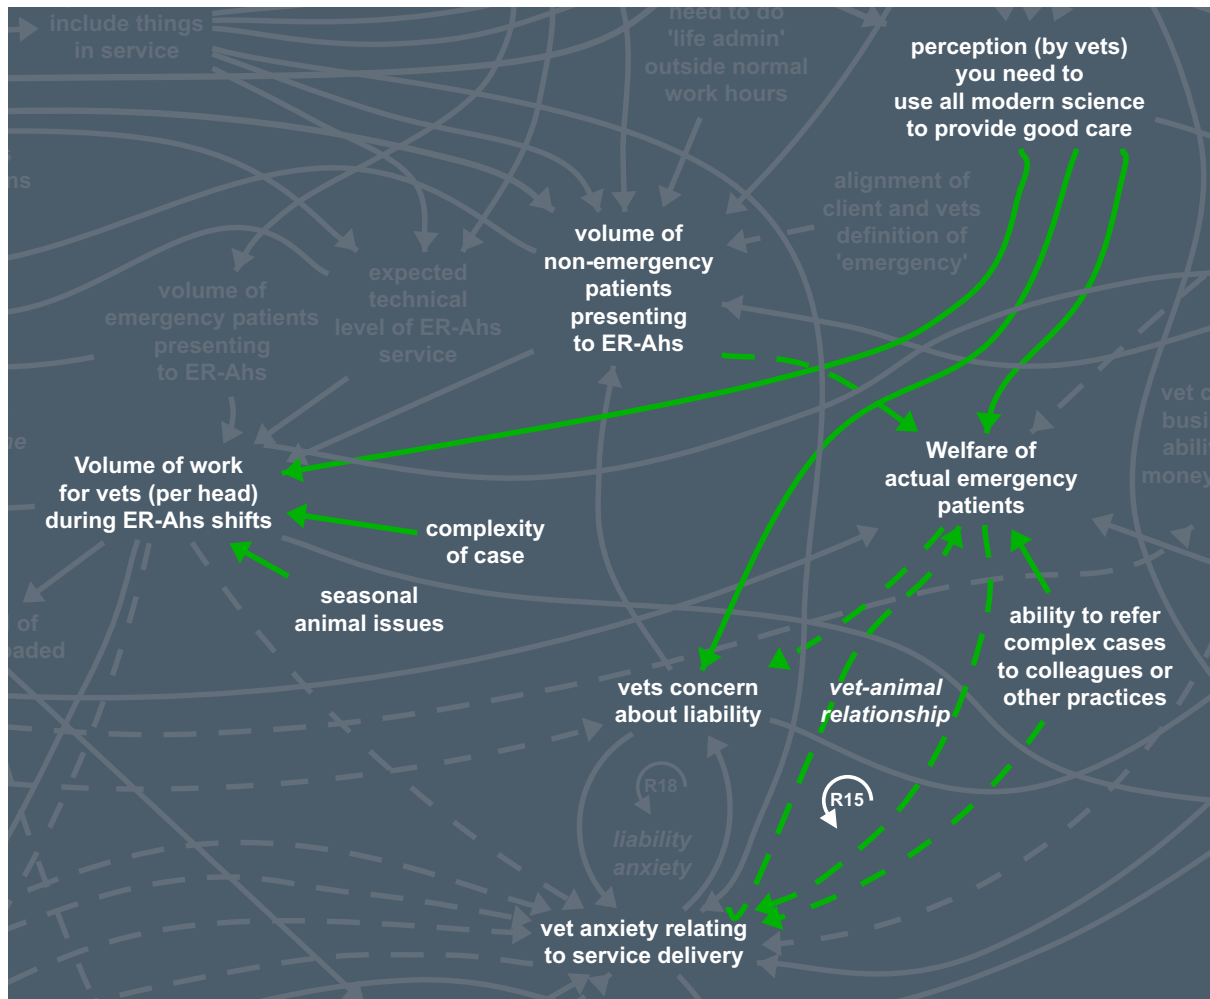 include things
in service
need to do
'life admin'
outside normal
work hours
perception (by vets)
you need to
use all modern science
to provide good care
alignment of
client and vets
definition of
'emergency'
volume of
non-emergency
patients
presenting
to ER-Ahs
expected
technical
level of ER-Ahs
service
volume of
emergency patients
presenting
to ER-Ahs
Volume of work
for vets (per head)
during ER-Ahs shifts
complexity
of case
seasonal
animal issues
Welfare of
actual emergency
patients
vet
money
of
ability to refer
complex cases
to colleagues or
other practices
vets concern
about liability
vet-animal
relationship
R18
R15
liability
anxiety
vet anxiety relating
to service delivery